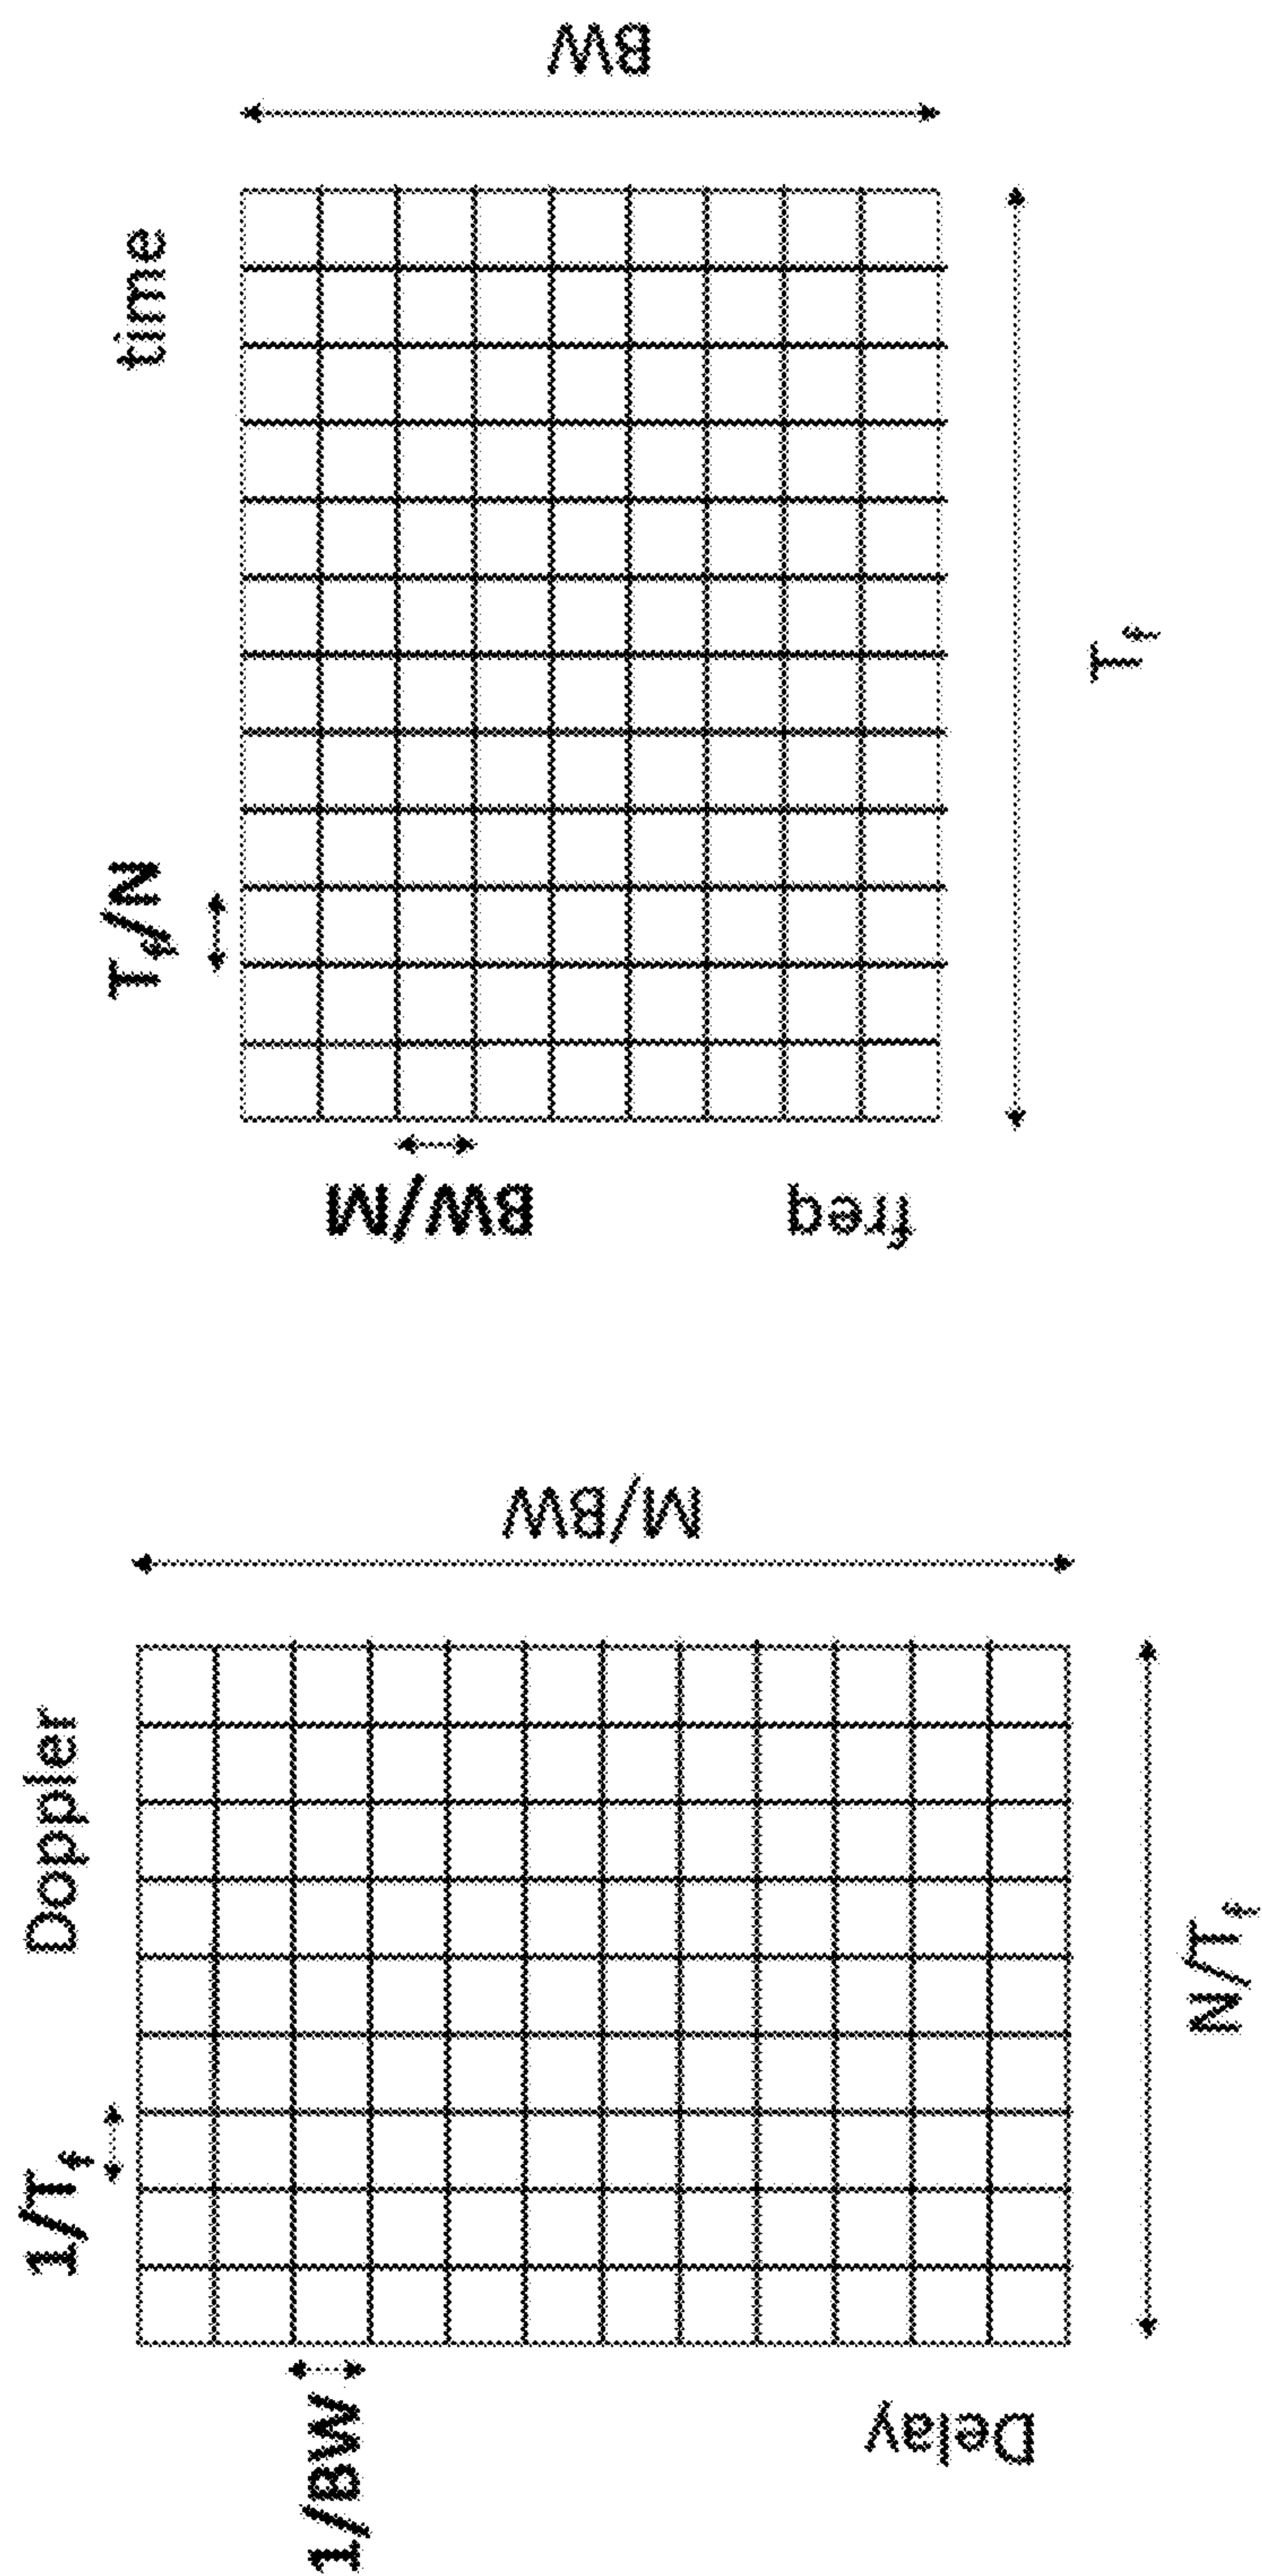 Doppler
1/T_f
1/BW
Delay
M/BW
N/T_f
time
T_f/N
BW/M
freq
BW
T_f